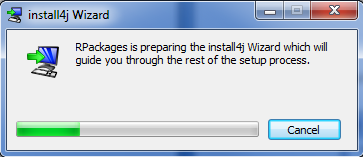 install4j Wizard
RPackages is preparing the install4j Wizard which will
guide you through the rest of the setup process.
Cancel